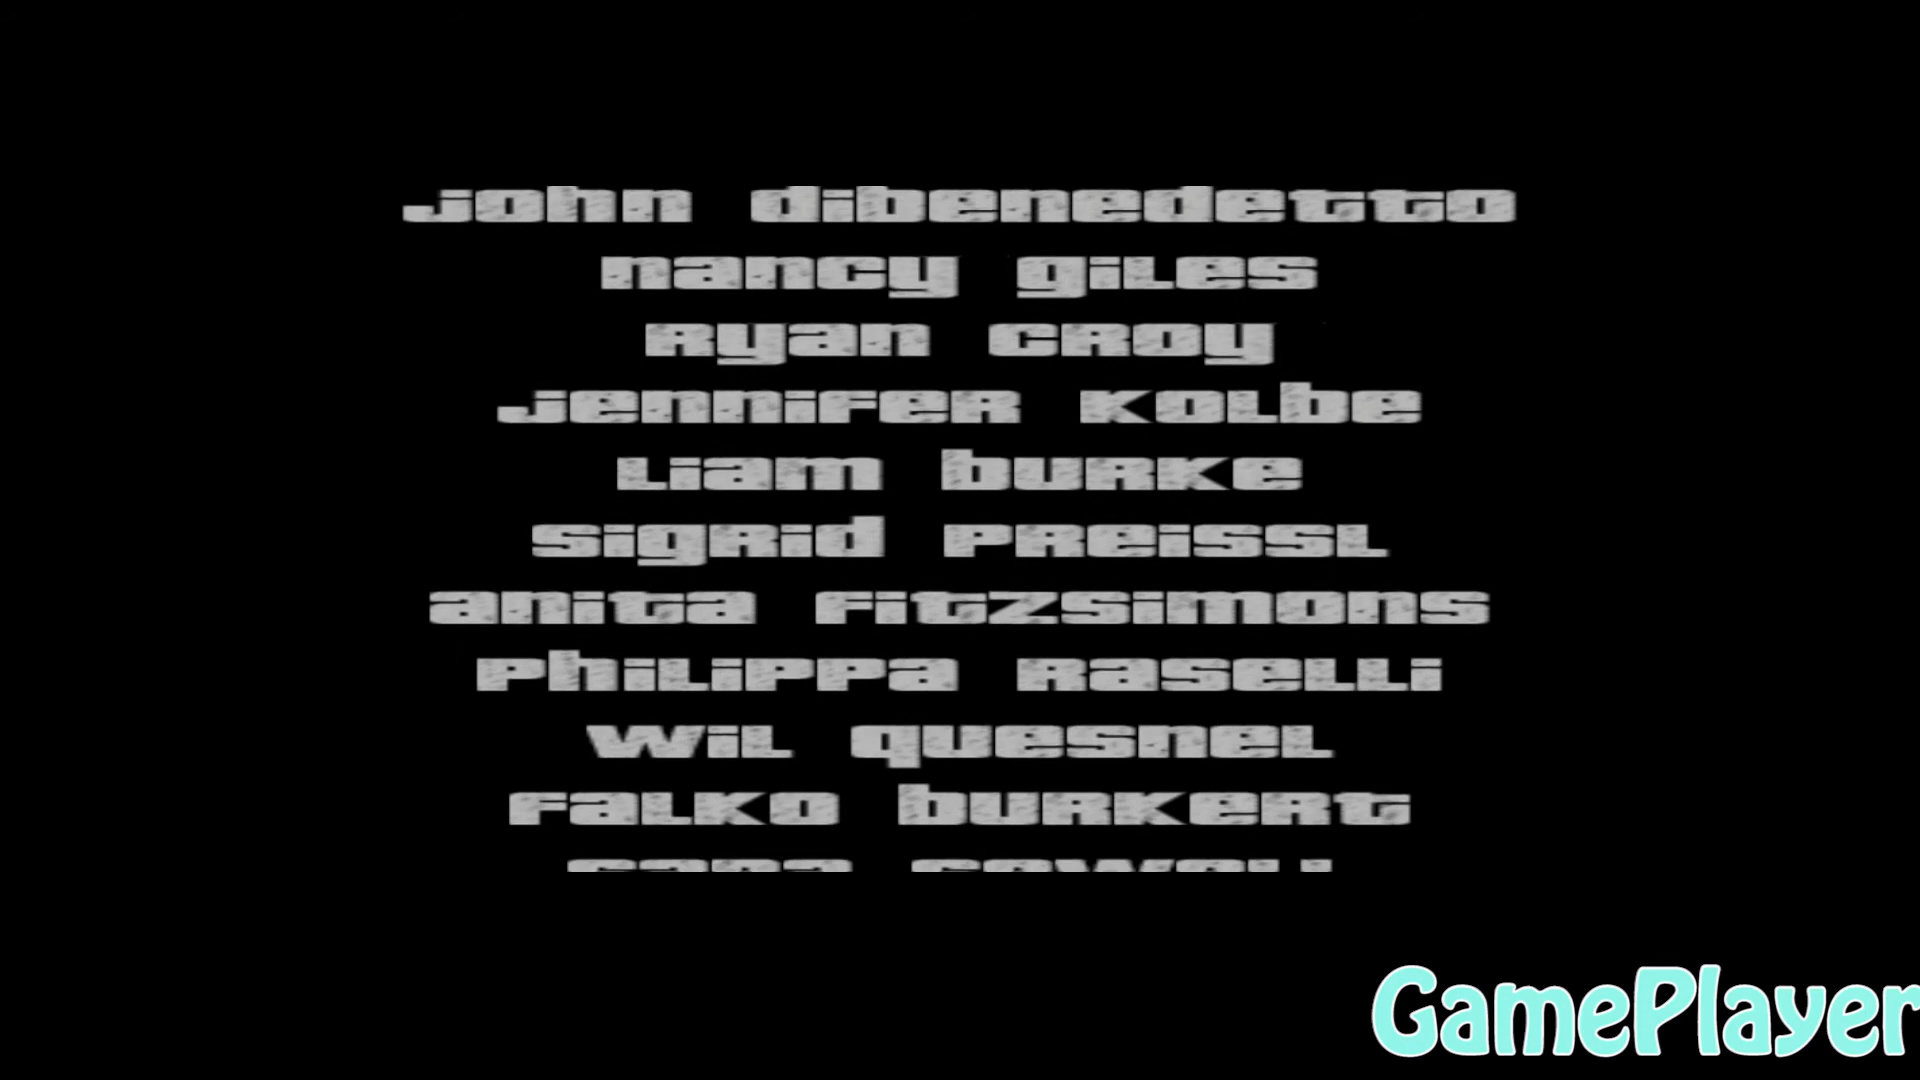 John Dibenedetto
Nancy Giles
Ryan Croy
Jennifer Kolbe
Liam Burke
Sigrid Preissl
Anita Fitzsimons
Philippa Raselli
Wil Quesnel
Falko Burkert
GamePlayer